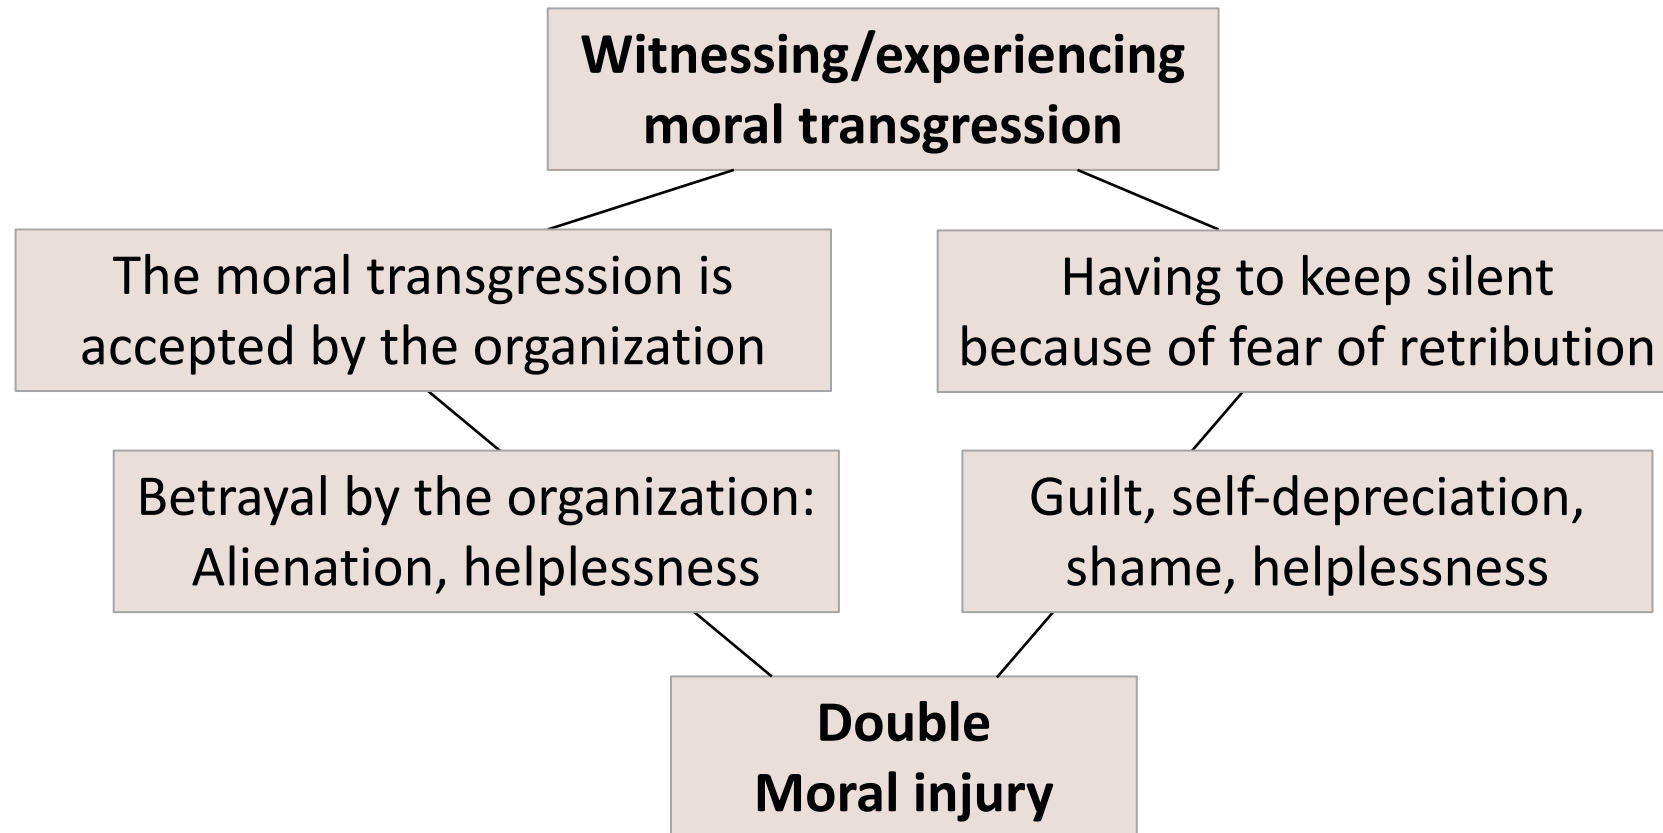 Witnessing/experiencing
moral transgression
The moral transgression is
accepted by the organization
Having to keep silent
because of fear of retribution
Betrayal by the organization:
Alienation, helplessness
Guilt, self-depreciation,
shame, helplessness
Double
Moral injury